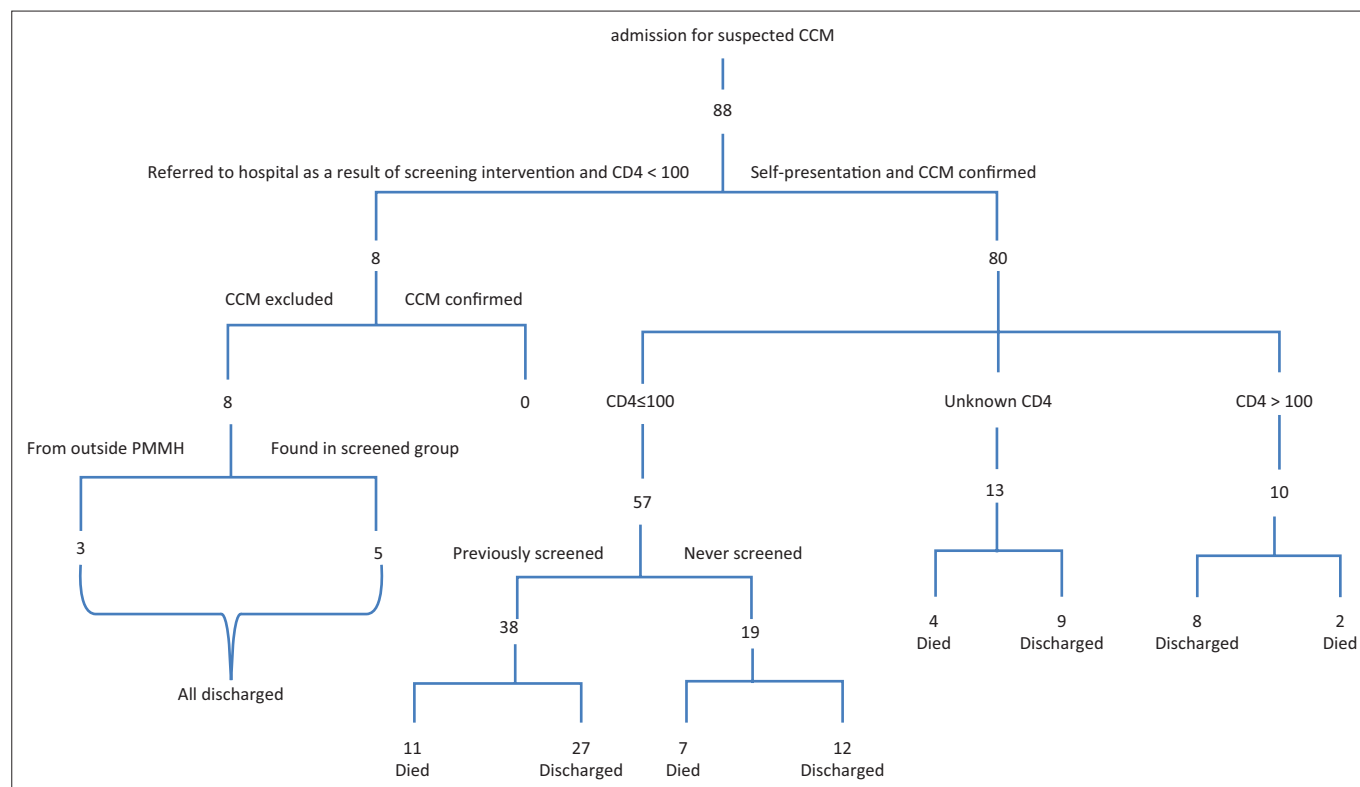 admission for suspected CCM
88
Referred to hospital as a result of screening intervention and CD4 < 100
Self-presentation and CCM confirmed
8
80
CCM excluded
CCM confirmed
8
0
CD4≤100
Unknown CD4
CD4 > 100
From outside PMMH
Found in screened group
57
13
10
3
5
Previously screened
Never screened
38
19
4
Died
9
Discharged
8
Discharged
2
Died
All discharged
11
Died
27
Discharged
7
Died
12
Discharged